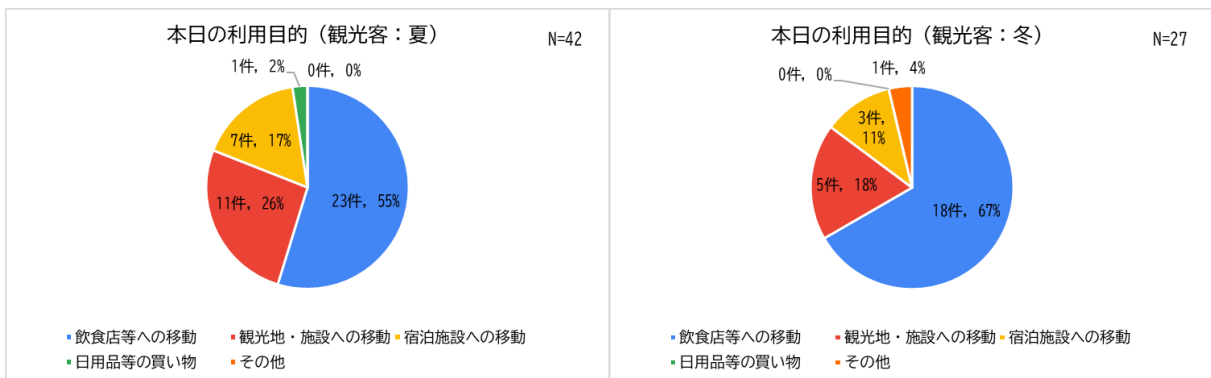 本日の利用目的（観光客：夏）
N=42
1件, 2%
0件, 0%
7件, 17%
11件, 26%
23件, 55%
飲食店等への移動
観光地・施設への移動
宿泊施設への移動
日用品等の買い物
その他
本日の利用目的（観光客：冬）
N=27
0件, 0%
1件, 4%
3件,
11%
5件, 18%
18件, 67%
飲食店等への移動
観光地・施設への移動
宿泊施設への移動
日用品等の買い物
その他